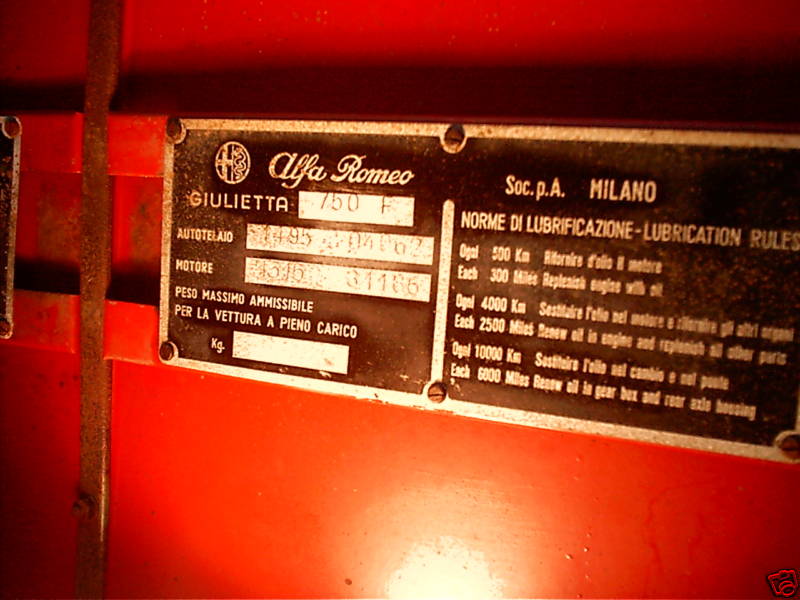 Alfa Romeo
GIULIETTA 750 F
AUTOTELAIO 1495
MOTORE 1315
PESO MASSIMO AMMISSIBILE
PER LA VETTURA A PIENO CARICO
Kg.
Soc.p.A. MILANO
NORME DI LUBRIFICAZIONE-LUBRICATION RULES
Ogni 500 Km Rifornire d'olio il motore
Each 300 Miles Replenish engine with oil
Ogni 4000 Km Sostituire l'olio nel motore e rifornire gli altri organi
Each 2500 Miles Renew oil in engine and replenish all other parts
Ogni 10000 Km Sostituire l'olio nel cambio e nel ponte
Each 6000 Miles Renew oil in gear box and rear axle housing